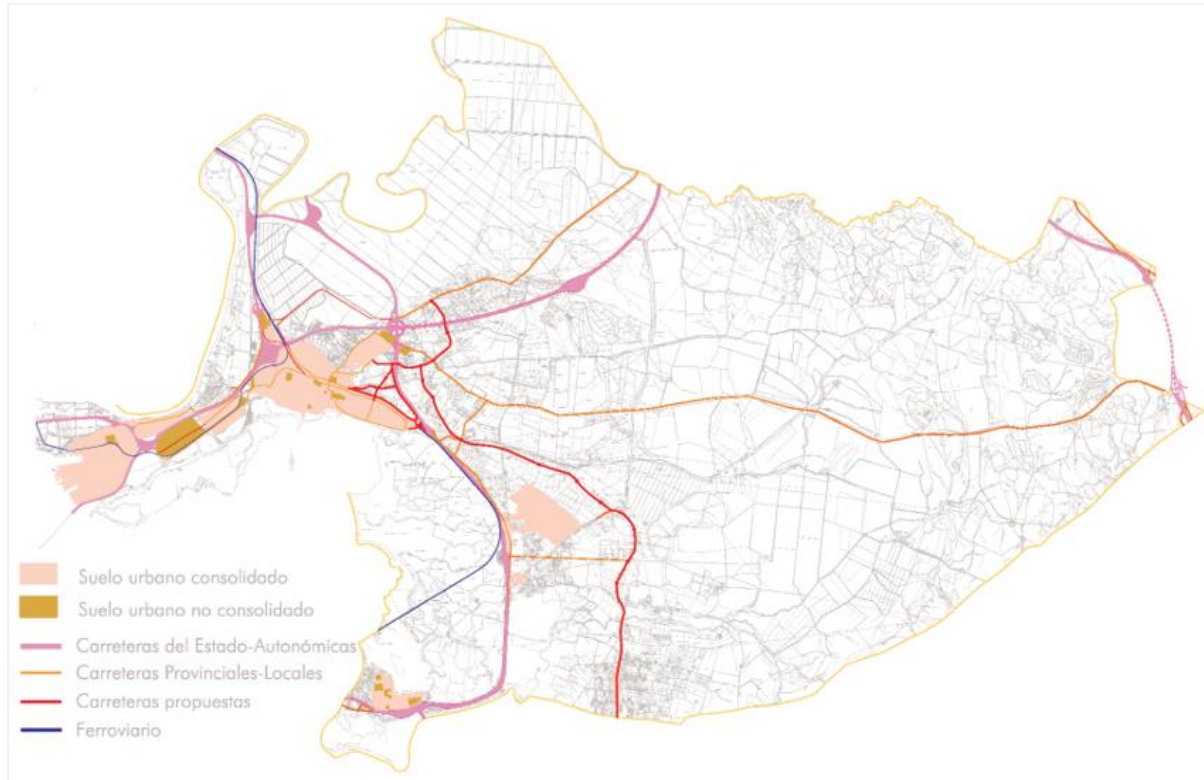 Suelo urbano consolidado
Suelo urbano no consolidado
Carreteras del Estado-Autonómicas
Carreteras Provinciales-Locales
Carreteras propuestas
Ferroviario